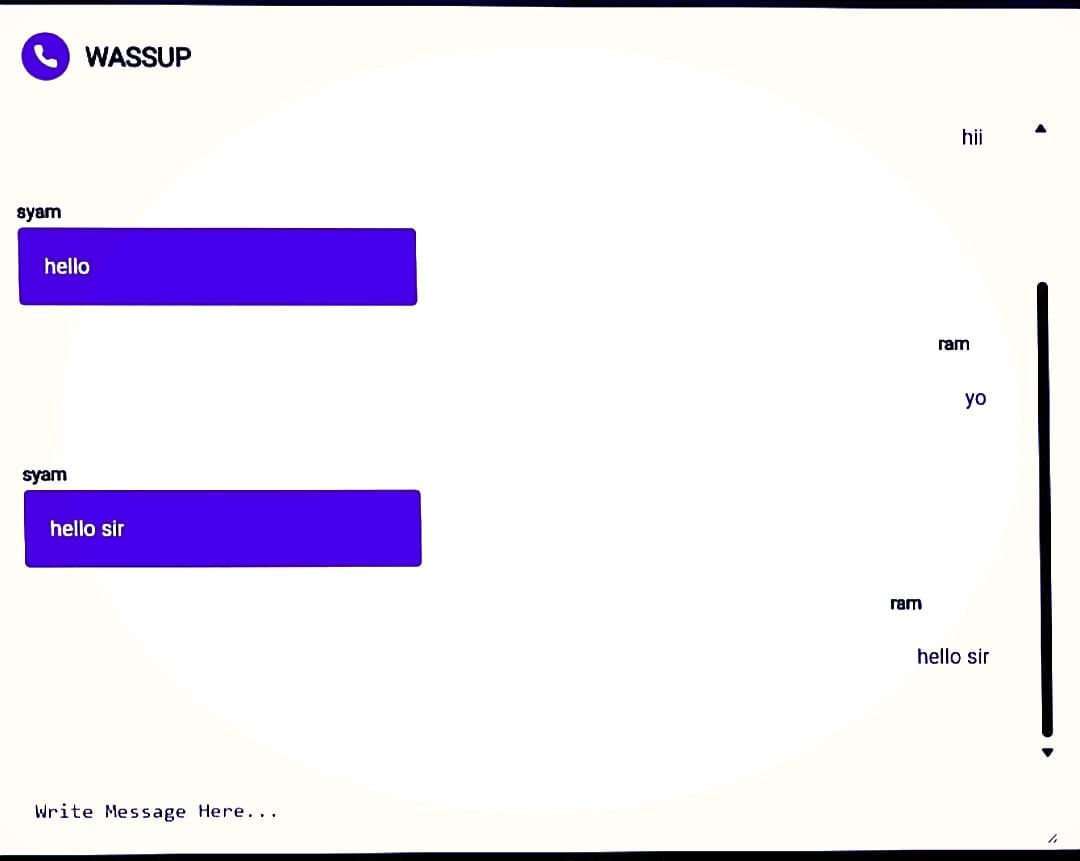 WASSUP
hii
syam
hello
ram
yo
syam
hello sir
ram
hello sir
Write Message Here...